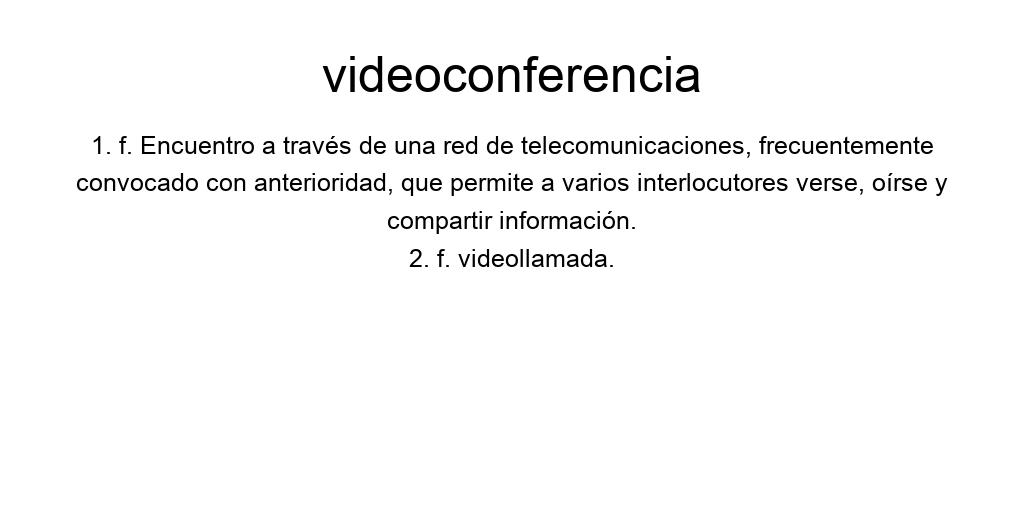 videoconferencia
1. f. Encuentro a través de una red de telecomunicaciones, frecuentemente
convocado con anterioridad, que permite a varios interlocutores verse, oírse y
compartir información.
2. f. videollamada.